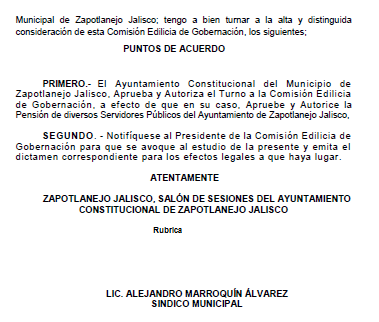 Municipal de Zapotlanejo Jalisco; tengo a bien turnar a la alta y distinguida
consideración de esta Comisión Edilicia de Gobernación, los siguientes;
PUNTOS DE ACUERDO
PRIMERO.- El Ayuntamiento Constitucional del Municipio de
Zapotlanejo Jalisco, Aprueba y Autoriza el Turno a la Comisión Edilicia
de Gobernación, a efecto de que en su caso, Apruebe y Autorice la
Pensión de diversos Servidores Públicos del Ayuntamiento de Zapotlanejo Jalisco,
SEGUNDO. - Notifíquese al Presidente de la Comisión Edilicia de
Gobernación para que se avoque al estudio de la presente y emita el
dictamen correspondiente para los efectos legales a que haya lugar.
ATENTAMENTE
ZAPOTLANEJO JALISCO, SALÓN DE SESIONES DEL AYUNTAMIENTO
CONSTITUCIONAL DE ZAPOTLANEJO JALISCO
Rubrica
LIC. ALEJANDRO MARROQUÍN ÁLVAREZ
SINDICO MUNICIPAL